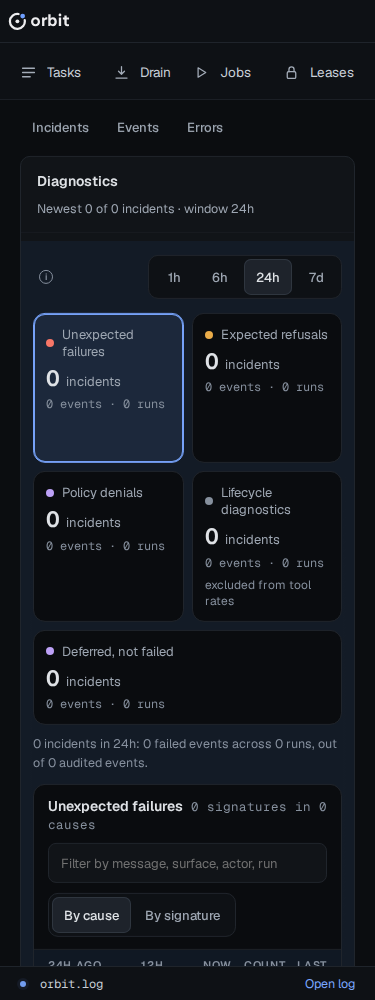 orbit
Tasks Drain Jobs Leases
Incidents Events Errors
Diagnostics
Newest 0 of 0 incidents · window 24h
1h 6h 24h 7d
Unexpected
failures
0 incidents
0 events · 0 runs
Expected refusals
0 incidents
0 events · 0 runs
Policy denials
0 incidents
0 events · 0 runs
Lifecycle
diagnostics
0 incidents
0 events · 0 runs
excluded from tool
rates
Deferred, not failed
0 incidents
0 events · 0 runs
0 incidents in 24h: 0 failed events across 0 runs, out
of 0 audited events.
Unexpected failures 0 signatures in 0
causes
Filter by message, surface, actor, run
By cause By signature
24H AGO 12H NOW COUNT LAST
orbit.log Open log